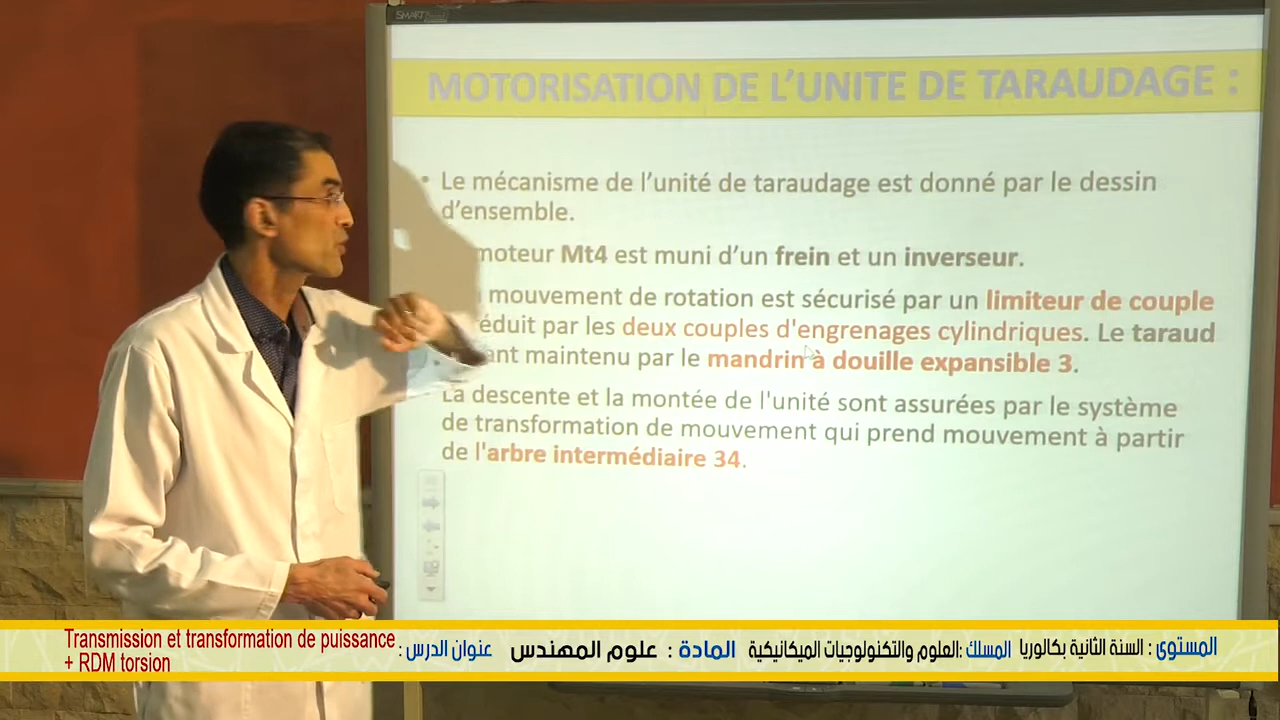 SMART
MOTORISATION DE L'UNITE DE TARAUDAGE :
• Le mécanisme de l'unité de taraudage est donné par le dessin
d'ensemble.
moteur Mt4 est muni d'un frein et un inverseur.
mouvement de rotation est sécurisé par un limiteur de couple
éduit par les deux couples d'engrenages cylindriques. Le taraud
ant maintenu par le mandrin à douille expansible 3.
La descente et la montée de l'unité sont assurées par le système
de transformation de mouvement qui prend mouvement à partir
de l'arbre intermédiaire 34.
المستوى : السنة الثانية بكالوريا المسلك :العلوم والتكنولوجيات الميكانيكية المادة : علوم المهندس عنوان الدرس : Transmission et transformation de puissance
+ RDM torsion